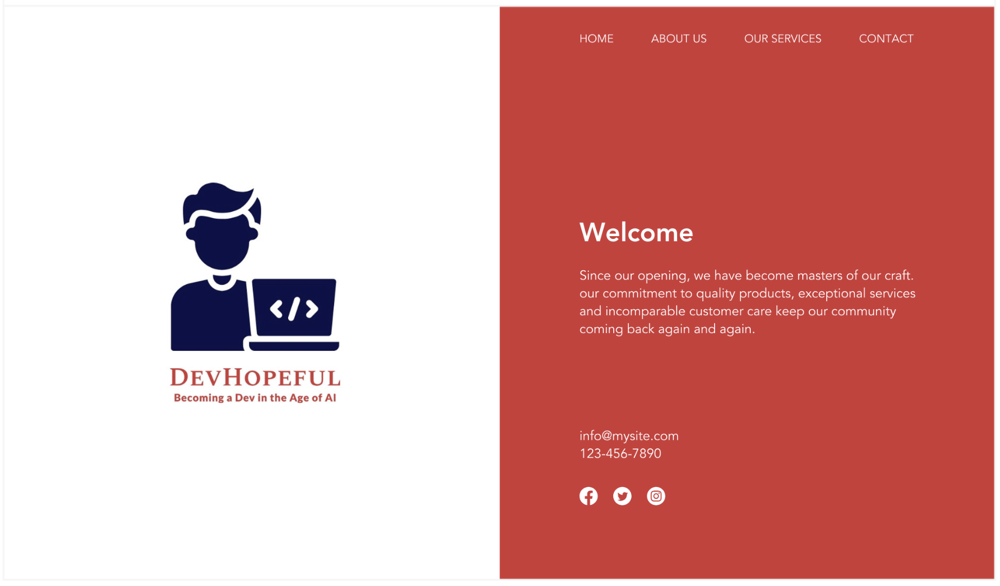 HOME ABOUT US OUR SERVICES CONTACT
</>
DEVHOPEFUL
Becoming a Dev in the Age of AI
Welcome
Since our opening, we have become masters of our craft.
our commitment to quality products, exceptional services
and incomparable customer care keep our community
coming back again and again.
info@mysite.com
123-456-7890